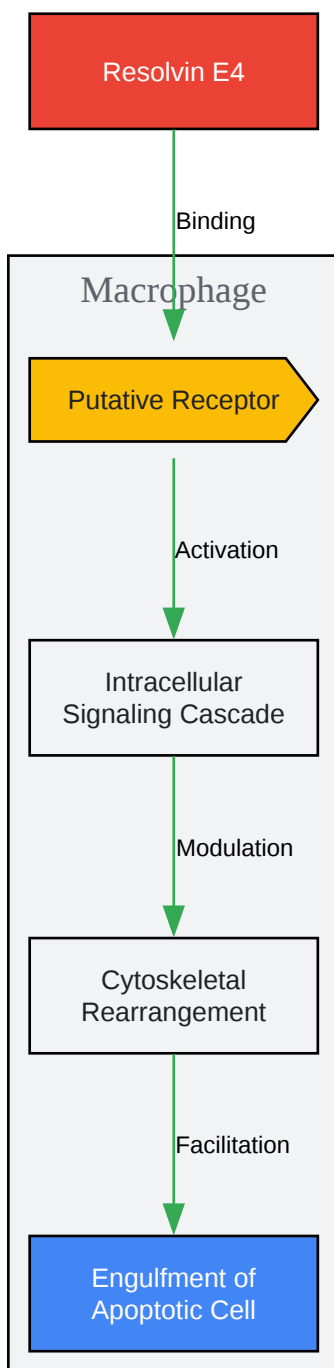 Resolvin E4
Binding
Macrophage
Putative Receptor
Activation
Intracellular
Signaling Cascade
Modulation
Cytoskeletal
Rearrangement
Facilitation
Engulfment of
Apoptotic Cell